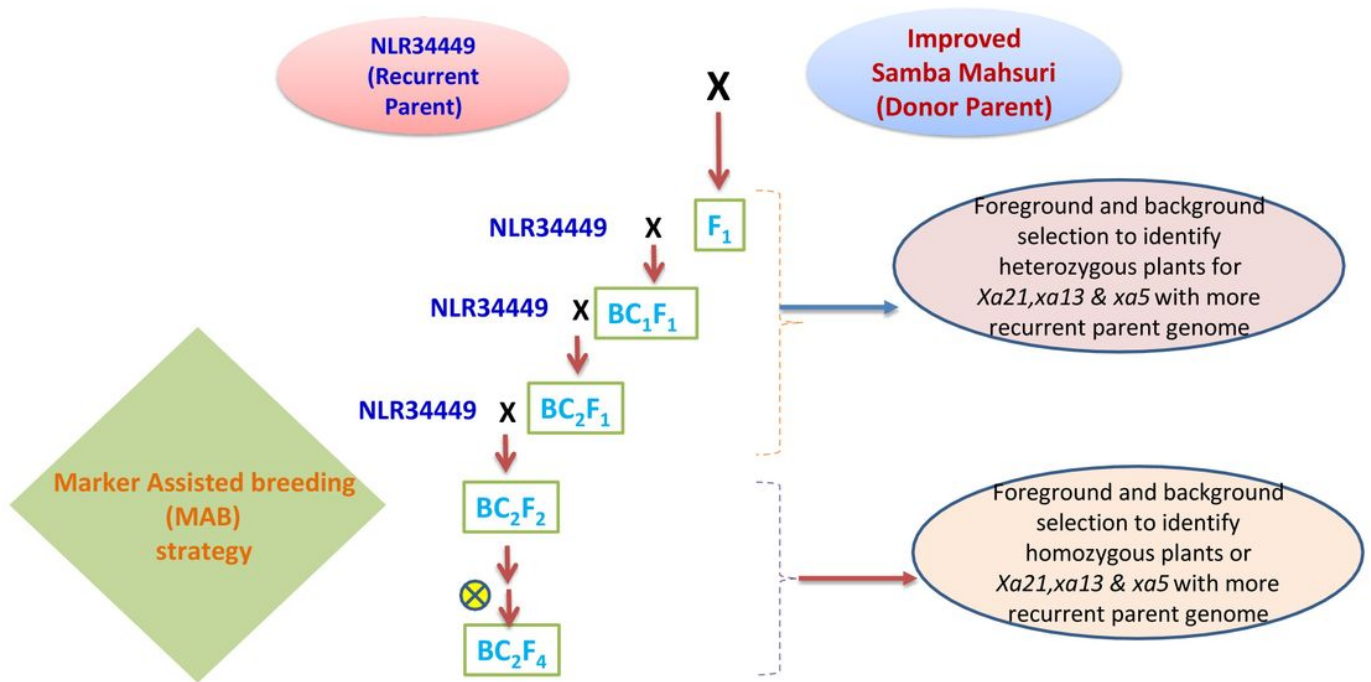 NLR34449
(Recurrent
Parent)
X
Improved
Samba Mahsuri
(Donor Parent)
NLR34449 X F₁
NLR34449 X BC₁F₁
NLR34449 X BC₂F₁
BC₂F₂
BC₂F₄
Foreground and background
selection to identify
heterozygous plants for
Xa21,xa13 & xa5 with more
recurrent parent genome
Marker Assisted breeding
(MAB)
strategy
Foreground and background
selection to identify
homozygous plants or
Xa21,xa13 & xa5 with more
recurrent parent genome